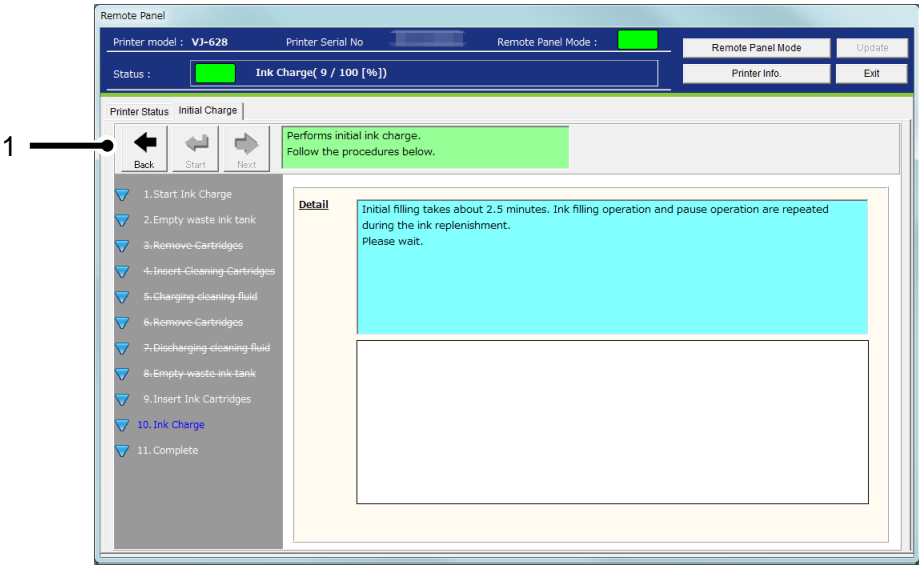 Remote Panel
Printer model : VJ-628 Printer Serial No Remote Panel Mode :
Remote Panel Mode Update
Status : Ink Charge( 9 / 100 [%])
Printer Info. Exit
Printer Status Initial Charge
1
Back Start Next
Performs initial ink charge.
Follow the procedures below.
1.Start Ink Charge
2.Empty waste ink tank
3.Remove Cartridges
4.Insert Cleaning Cartridges
5.Charging cleaning fluid
6.Remove Cartridges
7.Discharging cleaning fluid
8.Empty waste ink tank
9.Insert Ink Cartridges
10.Ink Charge
11.Complete
Detail
Initial filling takes about 2.5 minutes. Ink filling operation and pause operation are repeated
during the ink replenishment.
Please wait.